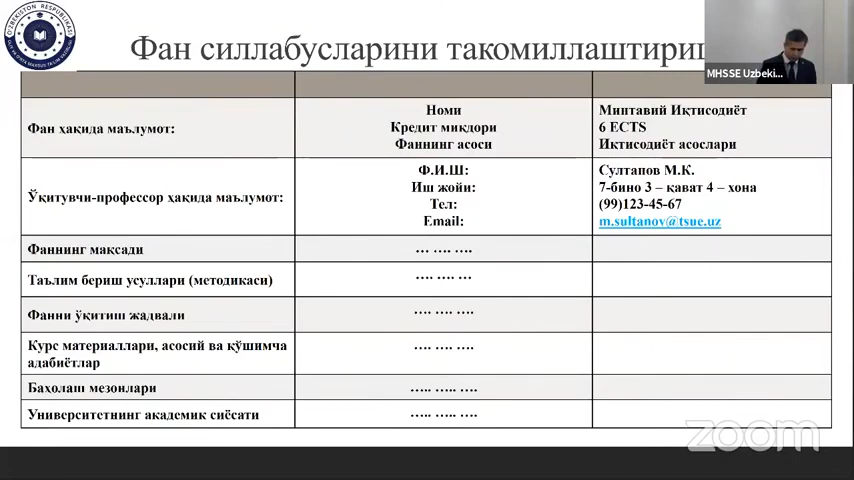 Фан силлабусларини такомиллаштириш
MHSSE Uzbeki...
Фан ҳақида маълумот:
Номи
Кредит миқдори
Фаннинг асоси
Минтавий Иқтисодиёт
6 ECTS
Иқтисодиёт асослари
Ўқитувчи-профессор ҳақида маълумот:
Ф.И.Ш:
Иш жойи:
Тел:
Email:
Султапов М.К.
7-бино 3 – қават 4 – хона
(99)123-45-67
m.sultanov@tsue.uz
Фаннинг мақсади
... .... ....
Таълим бериш усуллари (методикаси)
.... .... ...
Фанни ўқитиш жадвали
.... .... ....
Курс материаллари, асосий ва қўшимча
адабиётлар
.... .... ....
Баҳолаш мезонлари
..... ..... ....
Университетнинг академик сиёсати
..... ..... ....
zoom